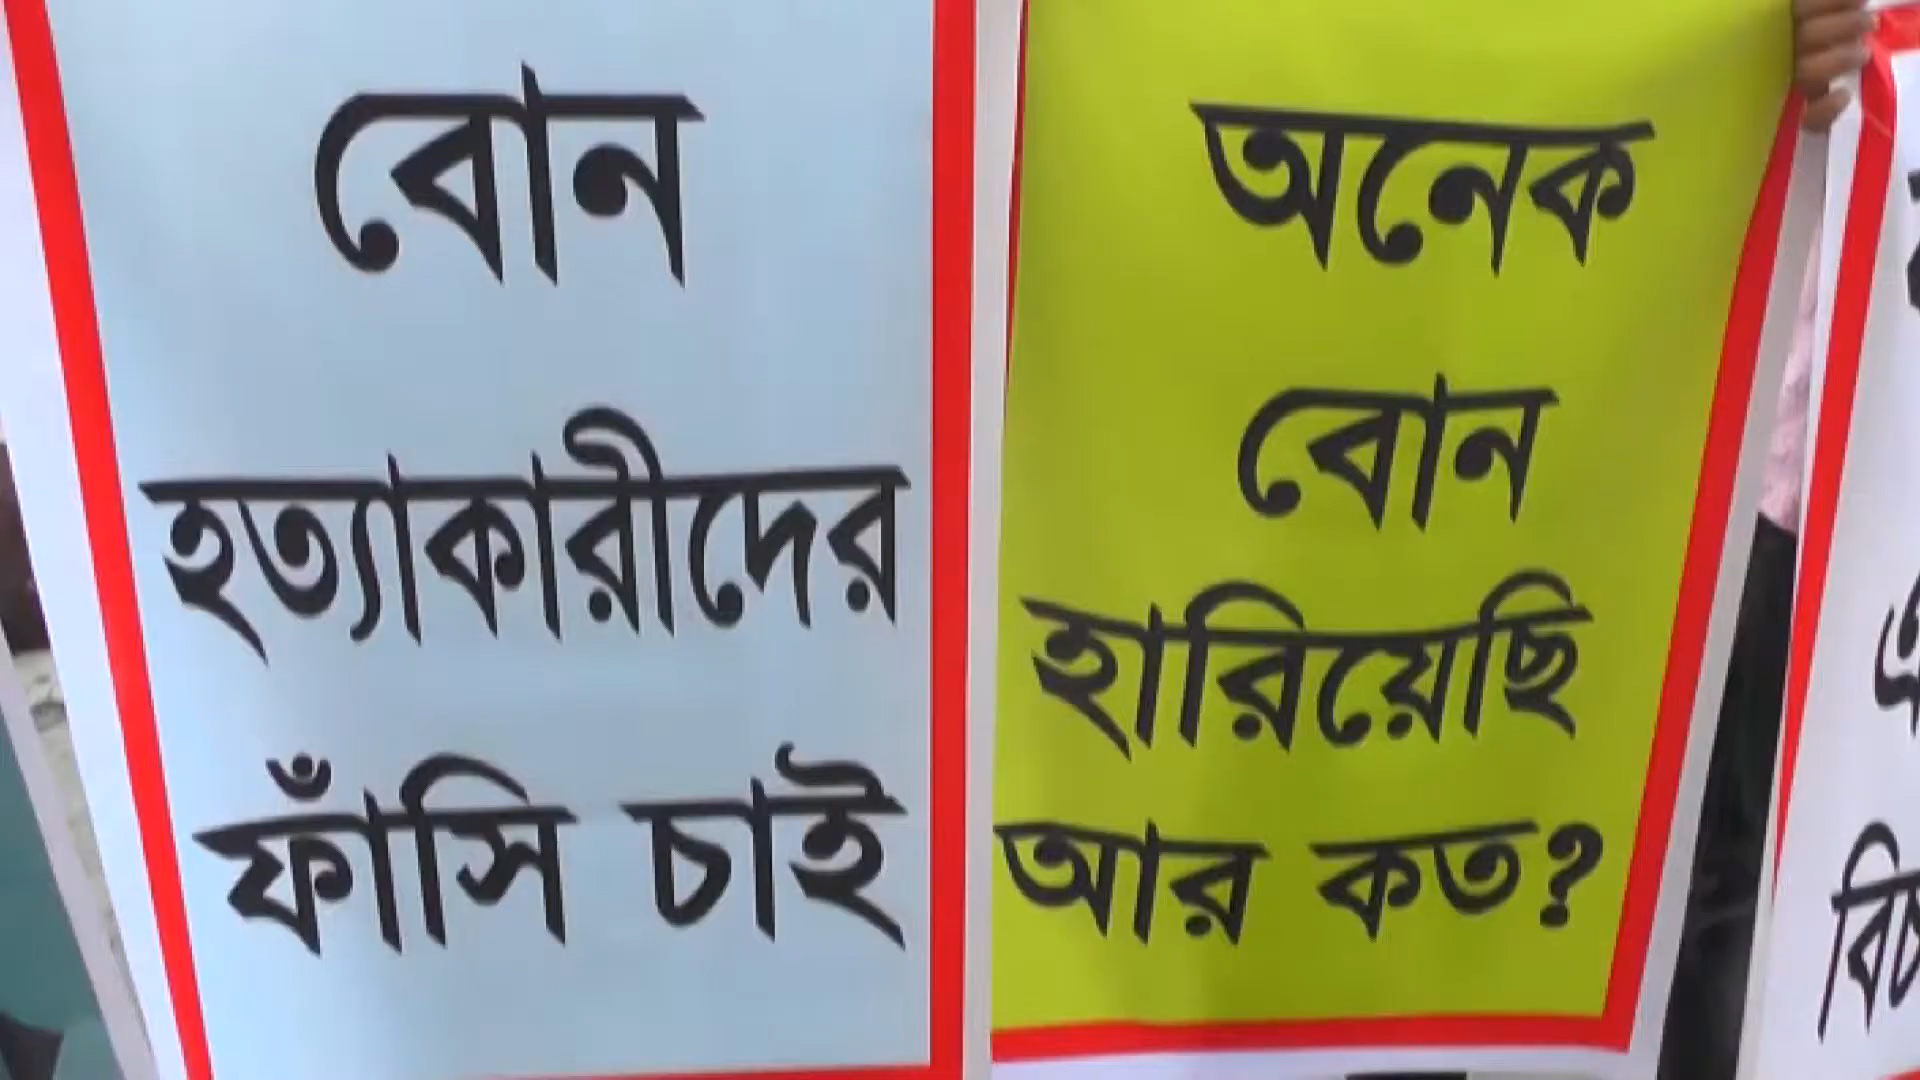 বোন
হত্যাকারীদের
ফাঁসি চাই
অনেক
বোন
হারিয়েছি
আর কত?